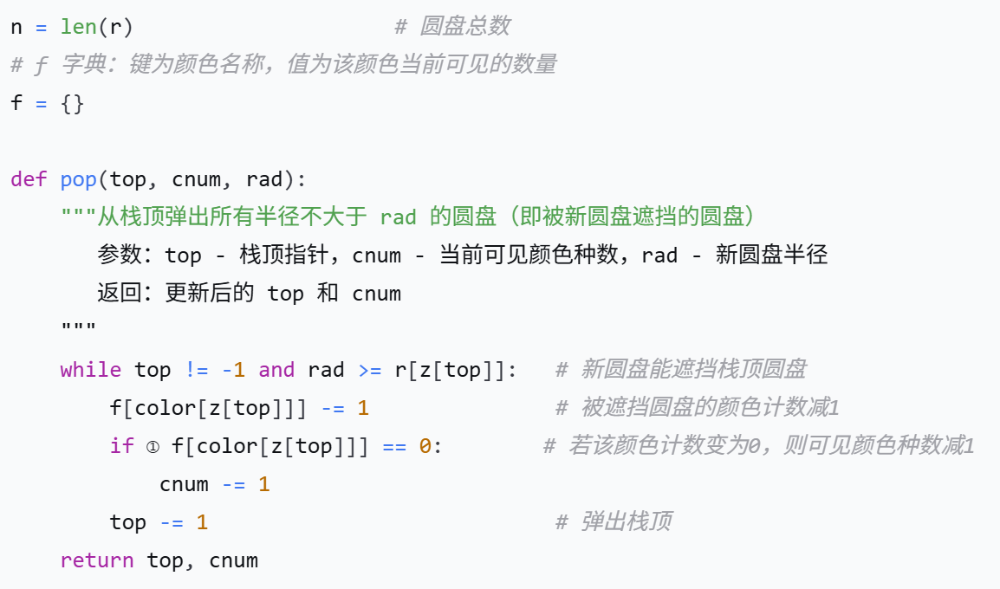 n = len(r)                     # 圆盘总数
# f 字典：键为颜色名称，值为该颜色当前可见的数量
f = {}
def pop(top, cnum, rad):
    """从栈顶弹出所有半径不大于 rad 的圆盘（即被新圆盘遮挡的圆盘）
       参数：top - 栈顶指针，cnum - 当前可见颜色种数，rad - 新圆盘半径
       返回：更新后的 top 和 cnum
    """
    while top != -1 and rad >= r[z[top]]:   # 新圆盘能遮挡栈顶圆盘
        f[color[z[top]]] -= 1               # 被遮挡圆盘的颜色计数减1
        if ① f[color[z[top]]] == 0:        # 若该颜色计数变为0，则可见颜色种数减1
            cnum -= 1
        top -= 1                            # 弹出栈顶
    return top, cnum